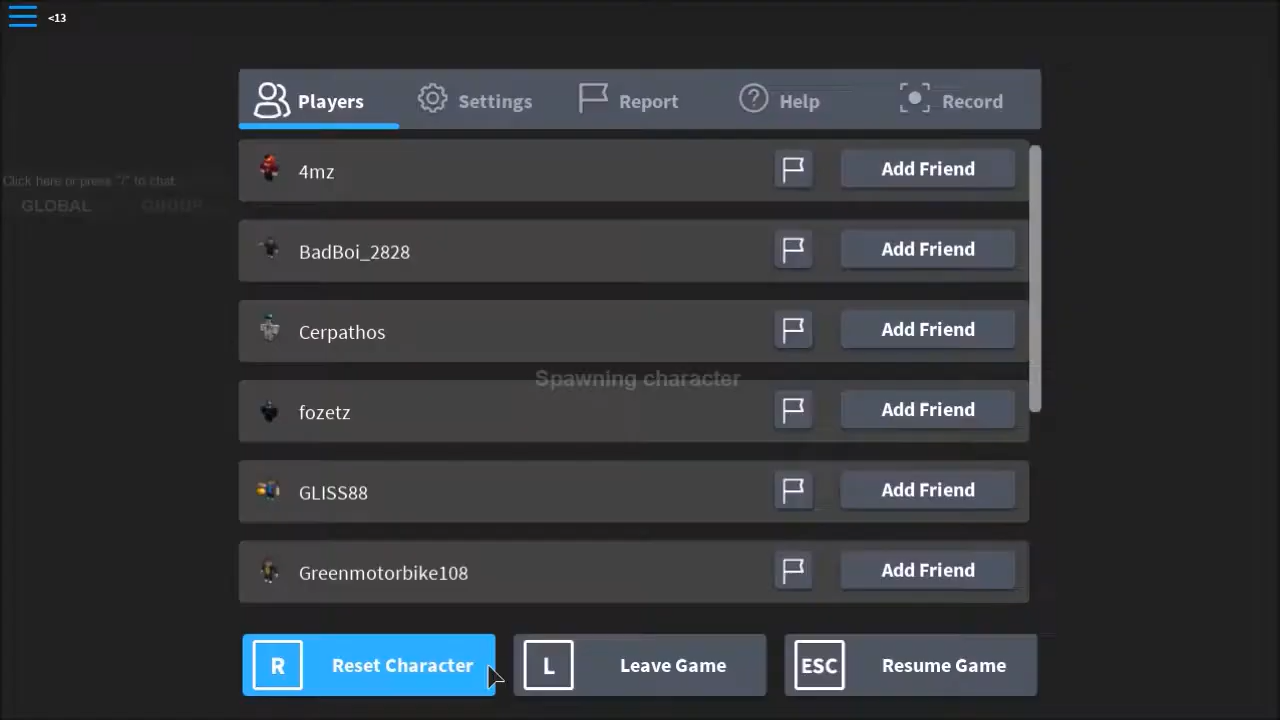 <13
Players Settings Report Help Record
4mz Add Friend
Click here or press "/" to chat
GLOBAL GROUP
BadBoi_2828 Add Friend
Cerpathos Add Friend
Spawning character
fozetz Add Friend
GLISS88 Add Friend
Greenmotorbike108 Add Friend
R Reset Character L Leave Game ESC Resume Game